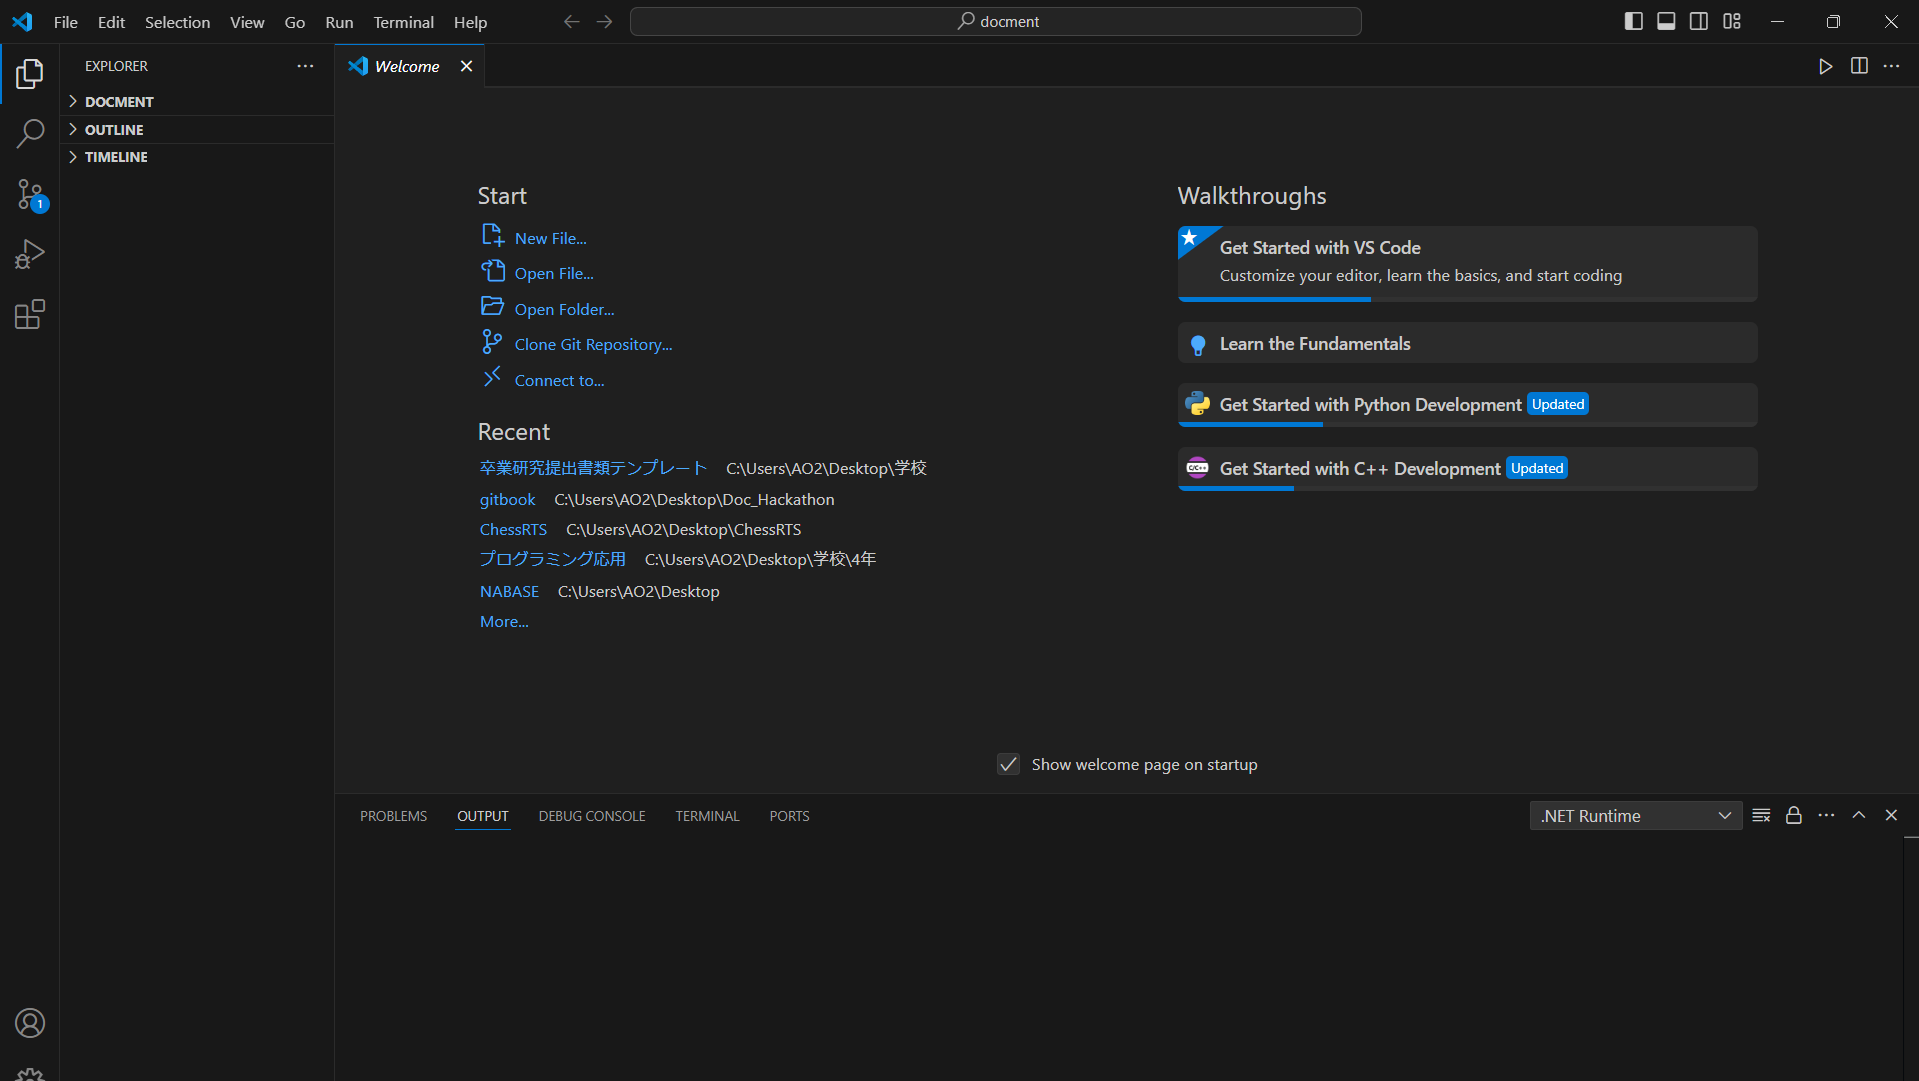 File Edit Selection View Go Run Terminal Help docment
EXPLORER
DOCMENT
OUTLINE
TIMELINE
1
Welcome
Start
New File...
Open File...
Open Folder...
Clone Git Repository...
Connect to...
Recent
卒業研究提出書類テンプレート C:\Users\AO2\Desktop\学校
gitbook C:\Users\AO2\Desktop\Doc_Hackathon
ChessRTS C:\Users\AO2\Desktop\ChessRTS
プログラミング応用 C:\Users\AO2\Desktop\学校\4年
NABASE C:\Users\AO2\Desktop
More...
Walkthroughs
Get Started with VS Code
Customize your editor, learn the basics, and start coding
Learn the Fundamentals
Get Started with Python Development Updated
C/C++ Get Started with C++ Development Updated
Show welcome page on startup
PROBLEMS OUTPUT DEBUG CONSOLE TERMINAL PORTS .NET Runtime